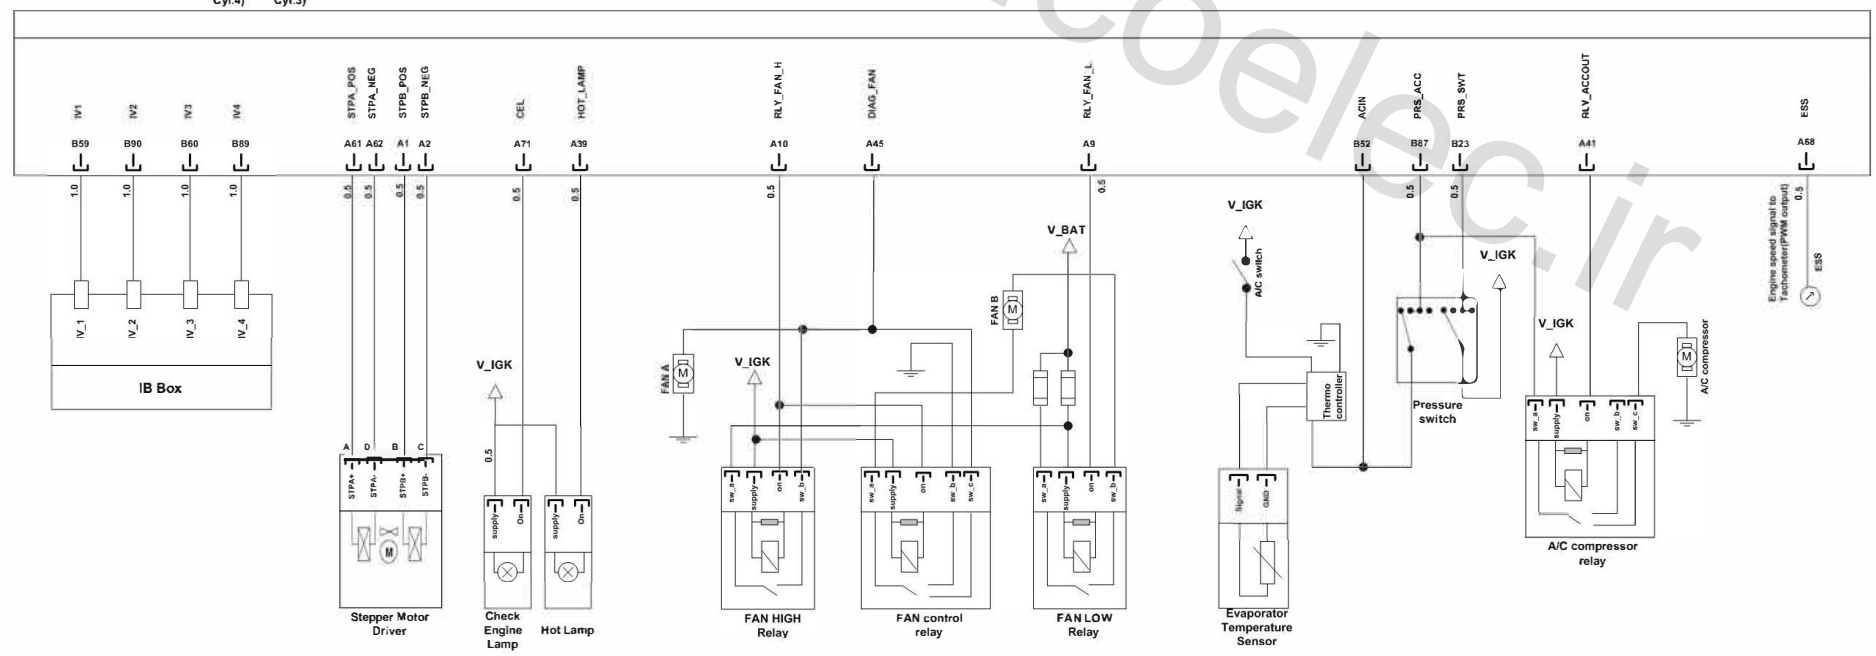 Cyl.4) Cyl.3)
IV1
IV2
IV3
IV4
STPA_POS
STPA_NEG
STPB_POS
STPB_NEG
CEL
HOT_LAMP
RLY_FAN_H
DIAG_FAN
RLY_FAN_L
ACIN
PRS_ACC
PRS_SWT
RLV_ACCOUT
ESS
B59 B90 B60 B89 A61 A62 A1 A2 A71 A39 A10 A45 A9 B52 B87 B23 A41 A68
1.0 1.0 1.0 1.0 0.5 0.5 0.5 0.5 0.5 0.5 0.5 0.5 0.5 0.5 0.5
coelec.ir
Engine speed signal to
Tachometer(PWM output)
ESS
V_IGK
A/C switch
V_BAT
V_IGK
FAN B
M
IV_1
IV_2
IV_3
IV_4
IB Box
V_IGK
A/C compressor
M
FAN A
M
V_IGK
V_IGK
Thermo
controller
Pressure
switch
sw_a
supply
on
sw_b
sw_c
A/C compressor
relay
0.5
A D B C
STPA+
STPA-
STPB+
STPB-
M
Stepper Motor
Driver
supply
On
Check
Engine
Lamp
supply
On
Hot Lamp
sw_a
supply
on
sw_b
FAN HIGH
Relay
sw_a
supply
on
sw_b
sw_c
FAN control
relay
sw_a
supply
on
sw_b
FAN LOW
Relay
Signal
GND
Evaporator
Temperature
Sensor